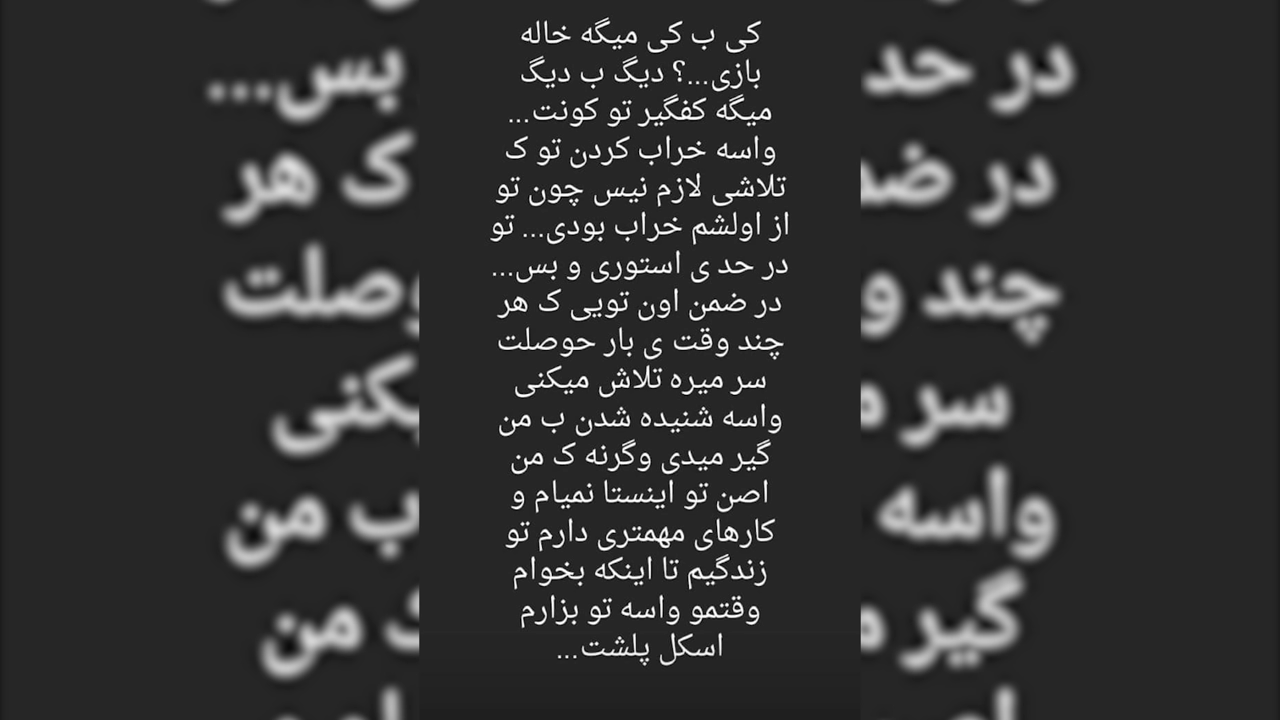 کی ب کی میگه خاله
بازی...؟ دیگ ب دیگ
میگه کفگیر تو کونت...
واسه خراب کردن تو ک
تلاشی لازم نیس چون تو
از اولشم خراب بودی... تو
در حد ی استوری و بس...
در ضمن اون تویی ک هر
چند وقت ی بار حوصلت
سر میره تلاش میکنی
واسه شنیده شدن ب من
گیر میدی وگرنه ک من
اصن تو اینستا نمیام و
کارهای مهمتری دارم تو
زندگیم تا اینکه بخوام
وقتمو واسه تو بزارم
اسکل پلشت...